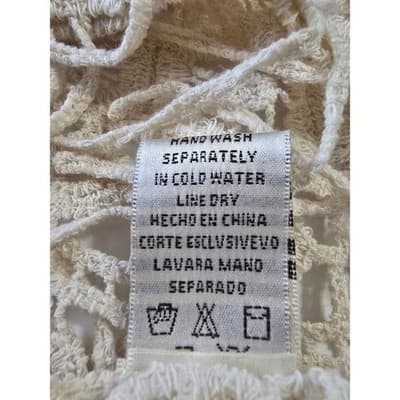 HAND WASH
SEPARATELY
IN COLD WATER
LINE DRY
HECHO EN CHINA
CORTE ESCLVSIVEVO
LAVARA MANO
SEPARADO